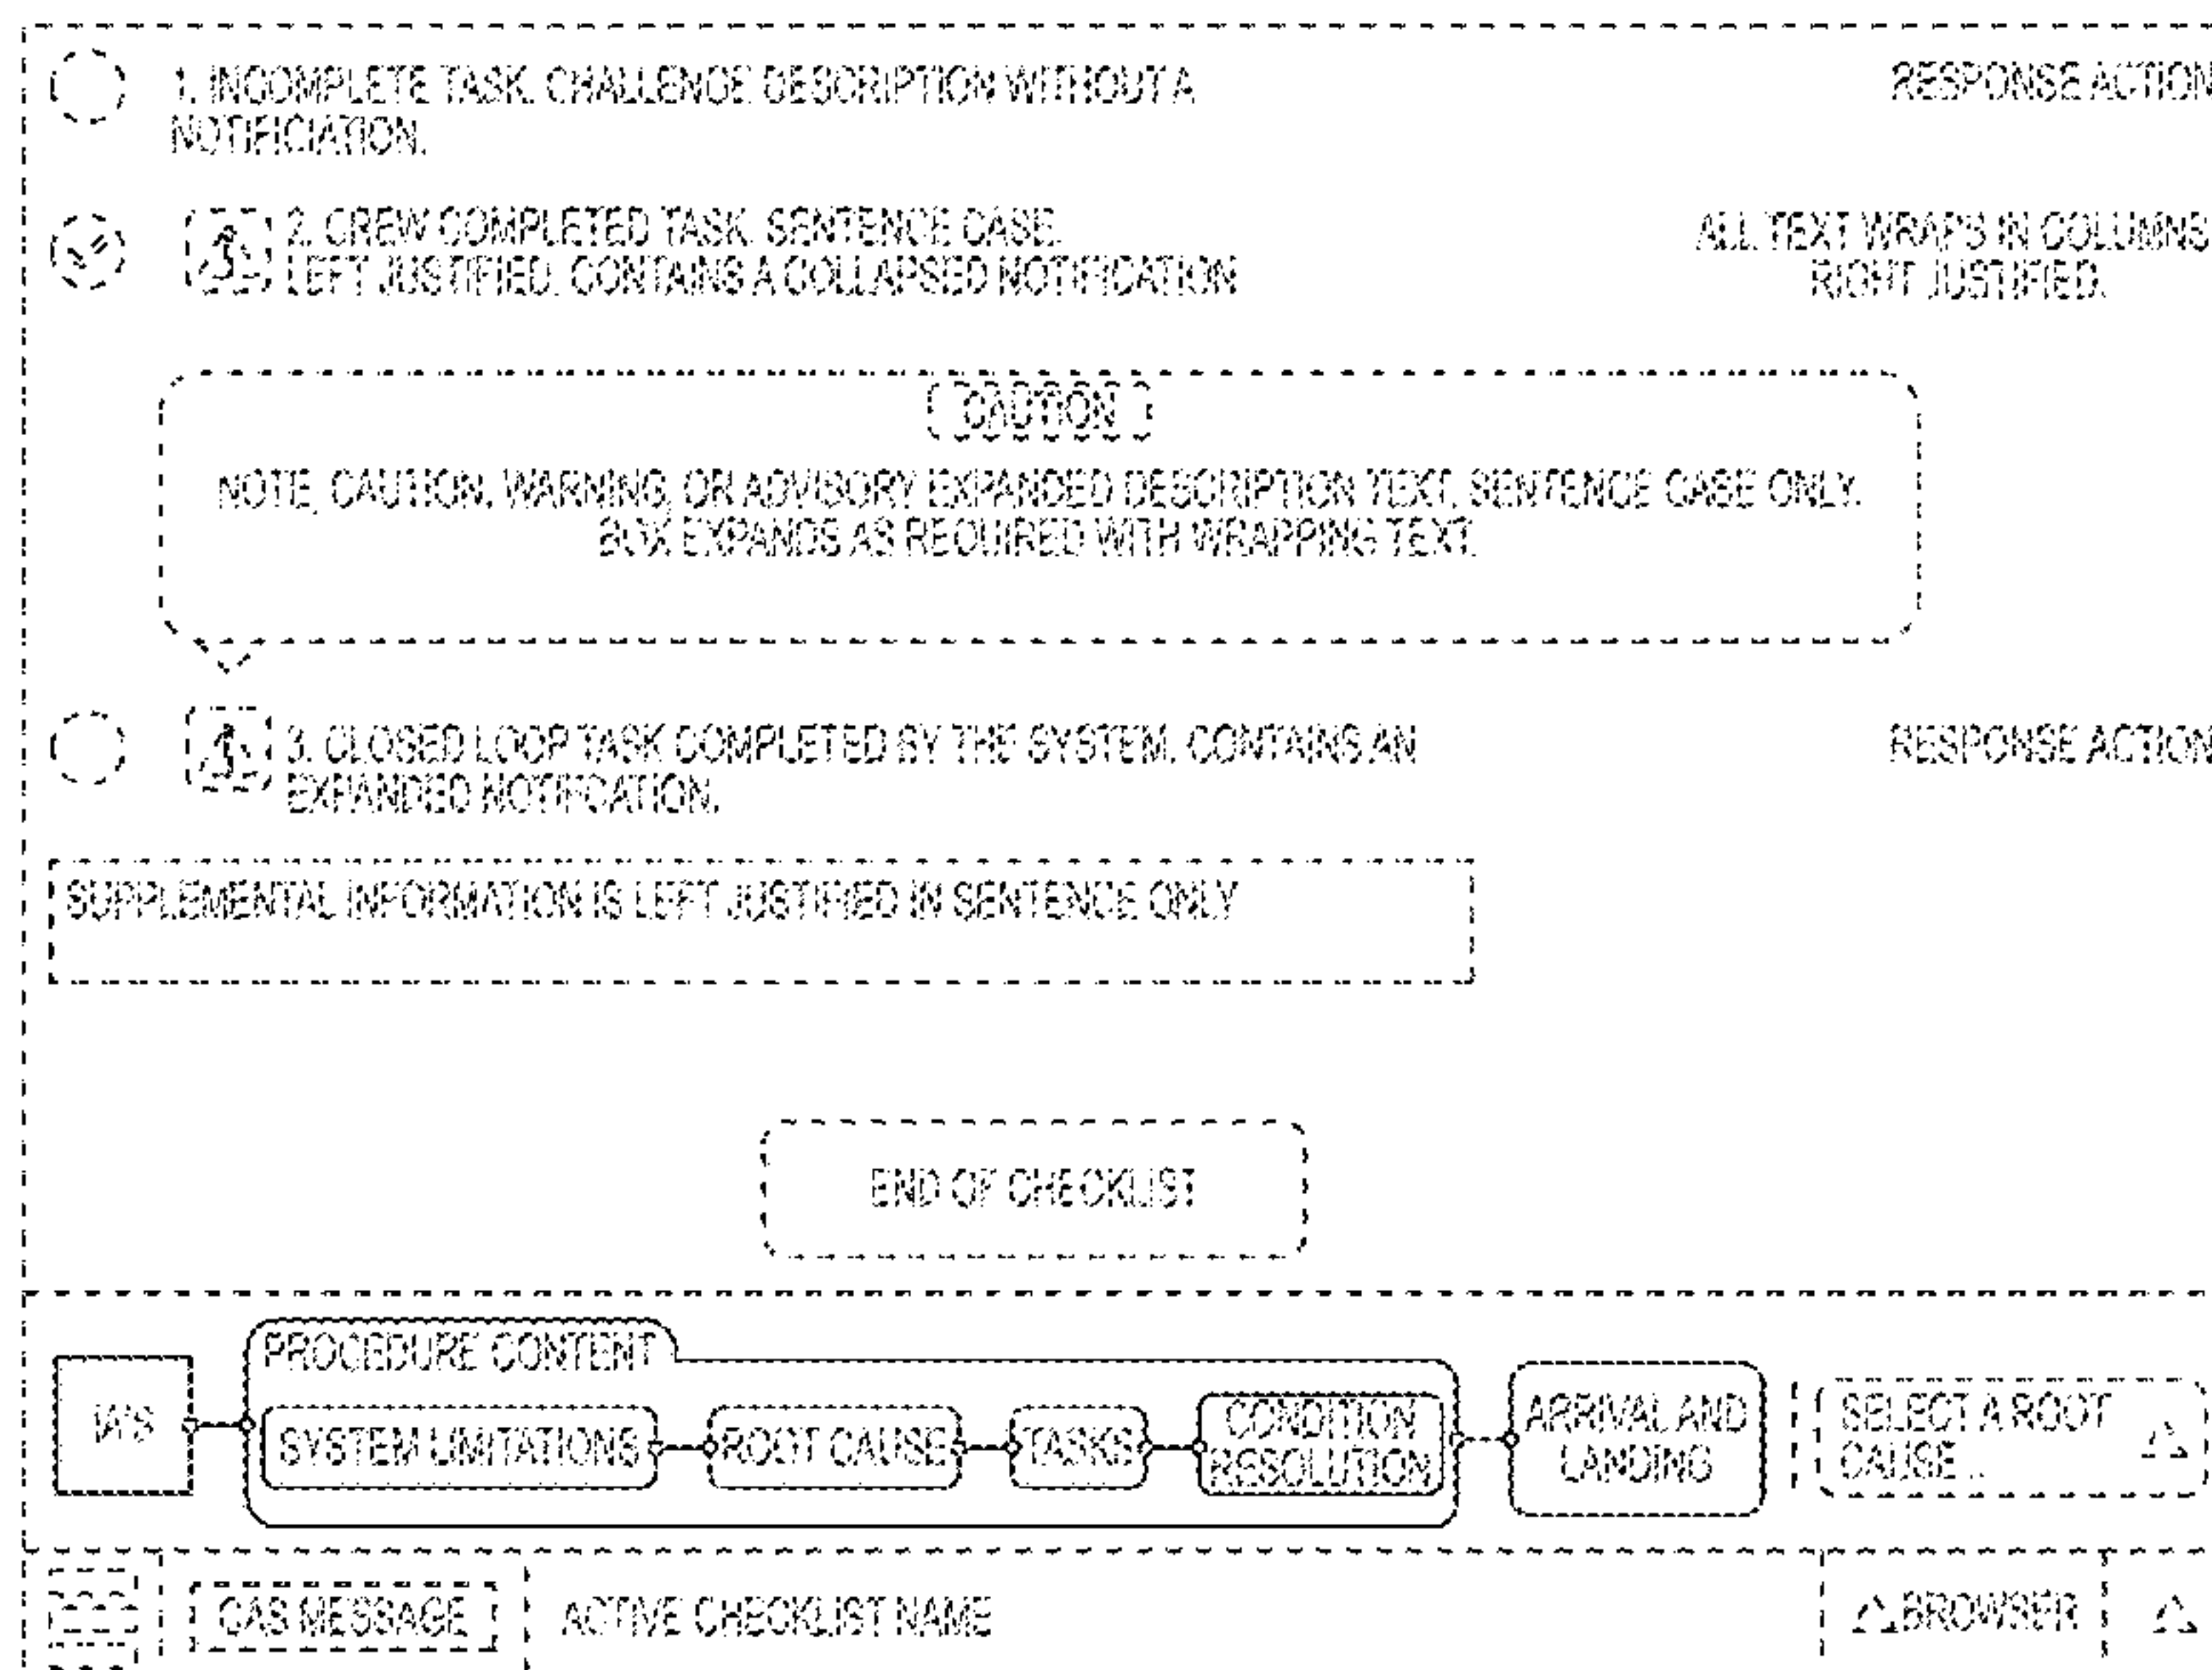 1. INCOMPLETE TASK. CHALLENGE DESCRIPTION WITHOUT A
NOTIFICIATION.
RESPONSE ACTION
2. CREW COMPLETED TASK. SENTENCE CASE.
LEFT JUSTIFIED. CONTAINS A COLLAPSED NOTIFICATION
ALL TEXT WRAPS IN COLUMNS
RIGHT JUSTIFIED.
CAUTION
NOTE, CAUTION, WARNING, OR ADVISORY EXPANDED DESCRIPTION TEXT, SENTENCE CASE ONLY.
BOX EXPANDS AS REQUIRED WITH WRAPPING TEXT.
3. CLOSED LOOP TASK COMPLETED BY THE SYSTEM. CONTAINS AN
EXPANDED NOTIFCATION.
RESPONSE ACTION
SUPPLEMENTAL INFORMATION IS LEFT JUSTIFIED IN SENTENCE ONLY
END OF CHECKLIST
PROCEDURE CONTENT
SYSTEM LIMITATIONS
ROOT CAUSE
TASKS
CONDITION
RESOLUTION
ARRIVAL AND
LANDING
SELECT A ROOT
CAUSE ..
CAS MESSAGE
ACTIVE CHECKLIST NAME
BROWSER